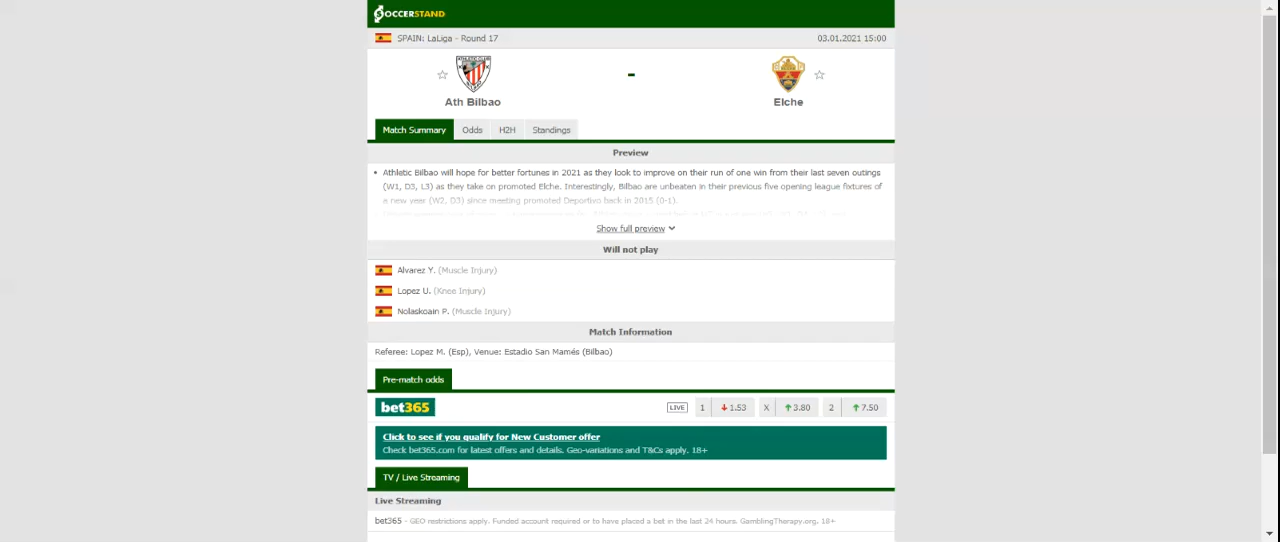 SOCCERSTAND
SPAIN: LaLiga - Round 17
03.01.2021 15:00
-
Ath Bilbao
Elche
Match Summary
Odds
H2H
Standings
Preview
Athletic Bilbao will hope for better fortunes in 2021 as they look to improve on their run of one win from their last seven outings
(W1, D3, L3) as they take on promoted Elche. Interestingly, Bilbao are unbeaten in their previous five opening league fixtures of
a new year (W2, D3) since meeting promoted Deportivo back in 2015 (0-1).
Show full preview
Will not play
Alvarez Y. (Muscle Injury)
Lopez U. (Knee Injury)
Nolaskoain P. (Muscle Injury)
Match Information
Referee: Lopez M. (Esp), Venue: Estadio San Mamés (Bilbao)
Pre-match odds
bet365
LIVE
1
1.53
X
3.80
2
7.50
Click to see if you qualify for New Customer offer
Check bet365.com for latest offers and details. Geo-variations and T&Cs apply. 18+
TV / Live Streaming
Live Streaming
bet365 - GEO restrictions apply. Funded account required or to have placed a bet in the last 24 hours. GamblingTherapy.org. 18+